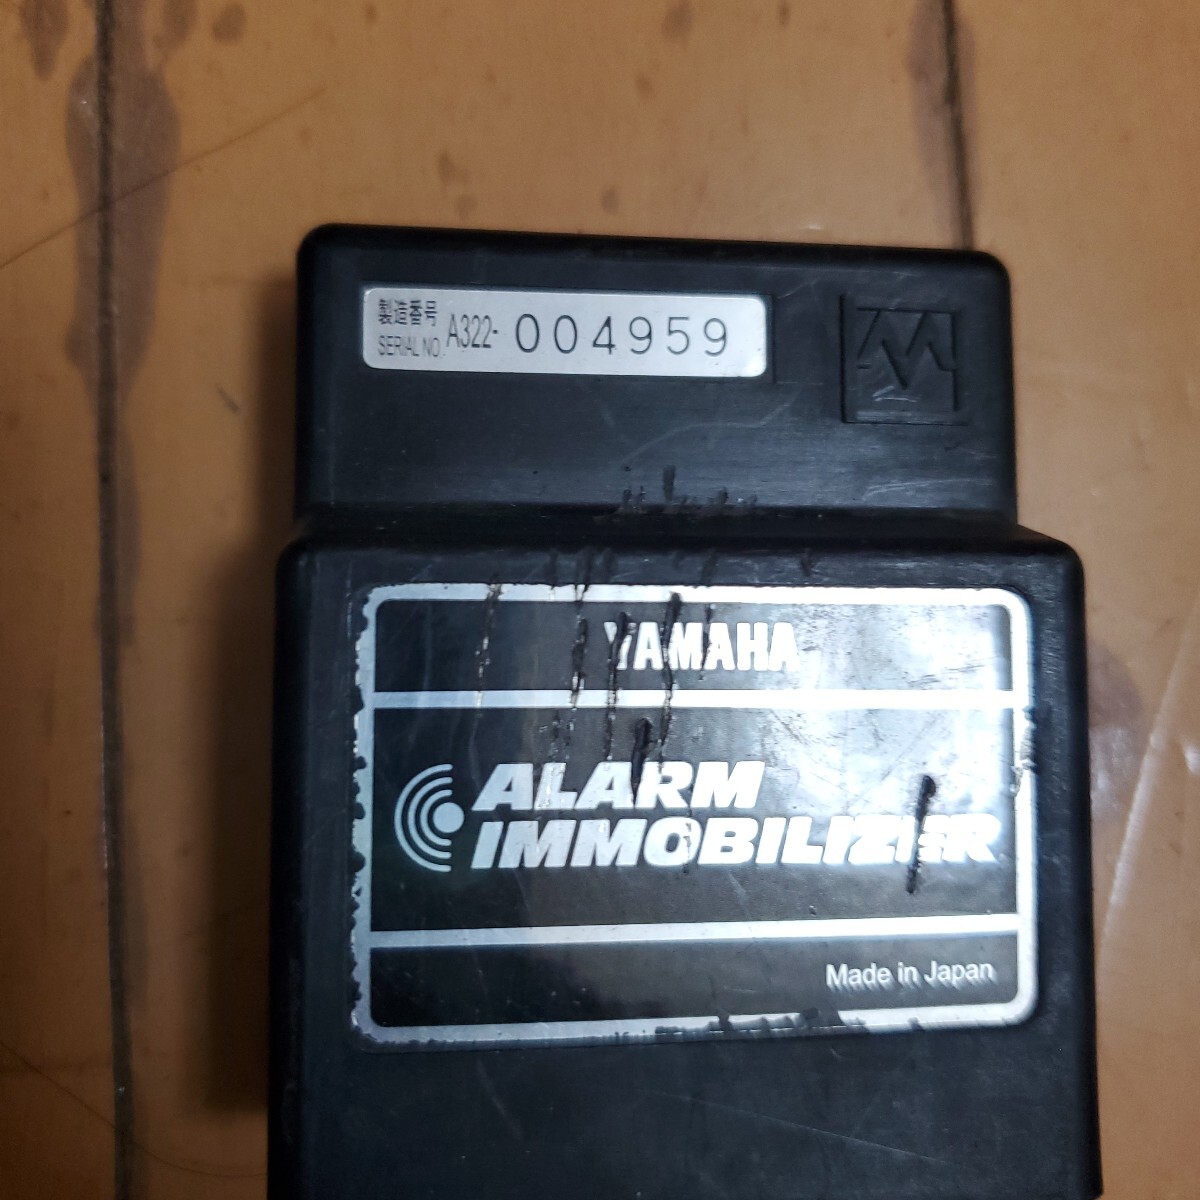 製造番号
SERIAL NO. A322- 004959
YAMAHA
ALARM
IMMOBILIZER
Made in Japan